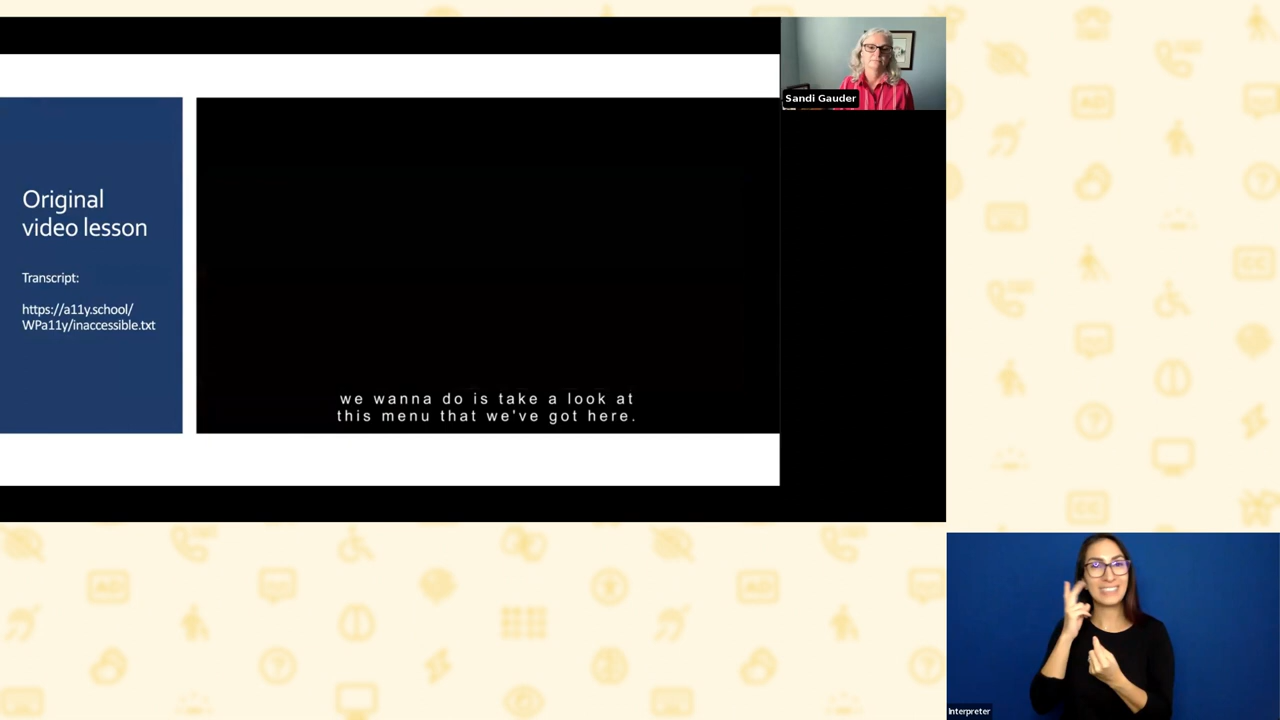 Sandi Gauder
Original
video lesson
Transcript:
https://a11y.school/
WPa11y/inaccessible.txt
we wanna do is take a look at
this menu that we've got here.
Interpreter